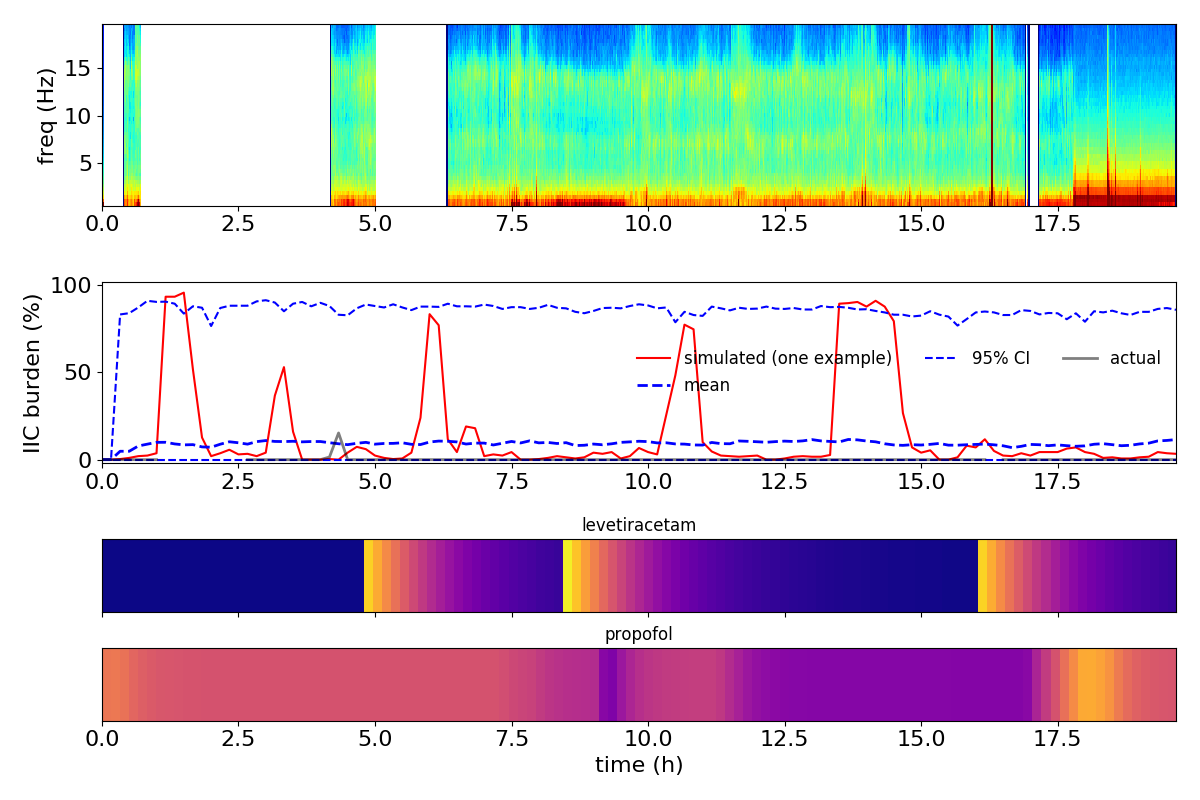 freq (Hz)
15
10
5
0.0 2.5 5.0 7.5 10.0 12.5 15.0 17.5
IIC burden (%)
100
50
0
simulated (one example) 95% CI actual
mean
0.0 2.5 5.0 7.5 10.0 12.5 15.0 17.5
levetiracetam
propofol
0.0 2.5 5.0 7.5 10.0 12.5 15.0 17.5
time (h)